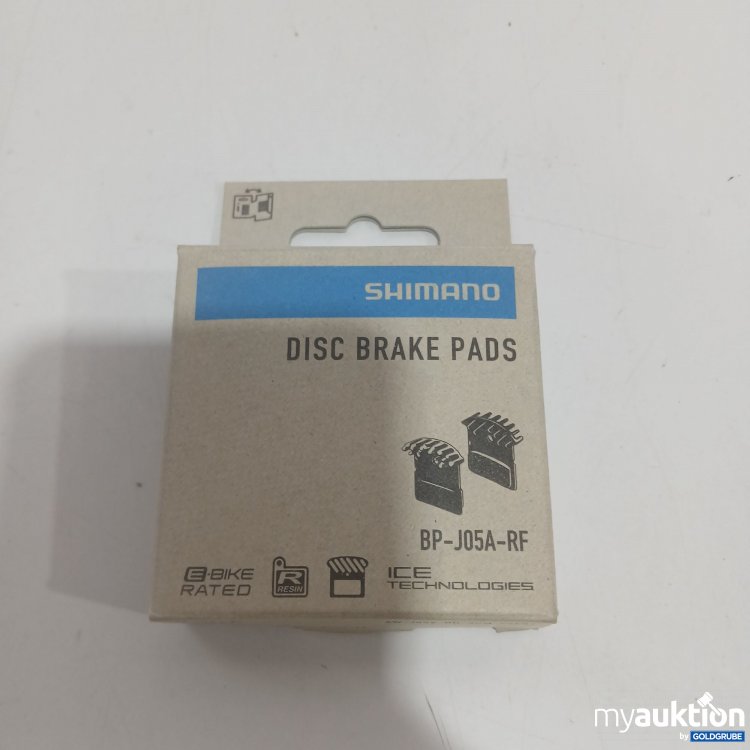 SHIMANO
DISC BRAKE PADS
BP-J05A-RF
E-BIKE RATED
R RESIN
ICE TECHNOLOGIES
myauktion
by GOLDGRUBE